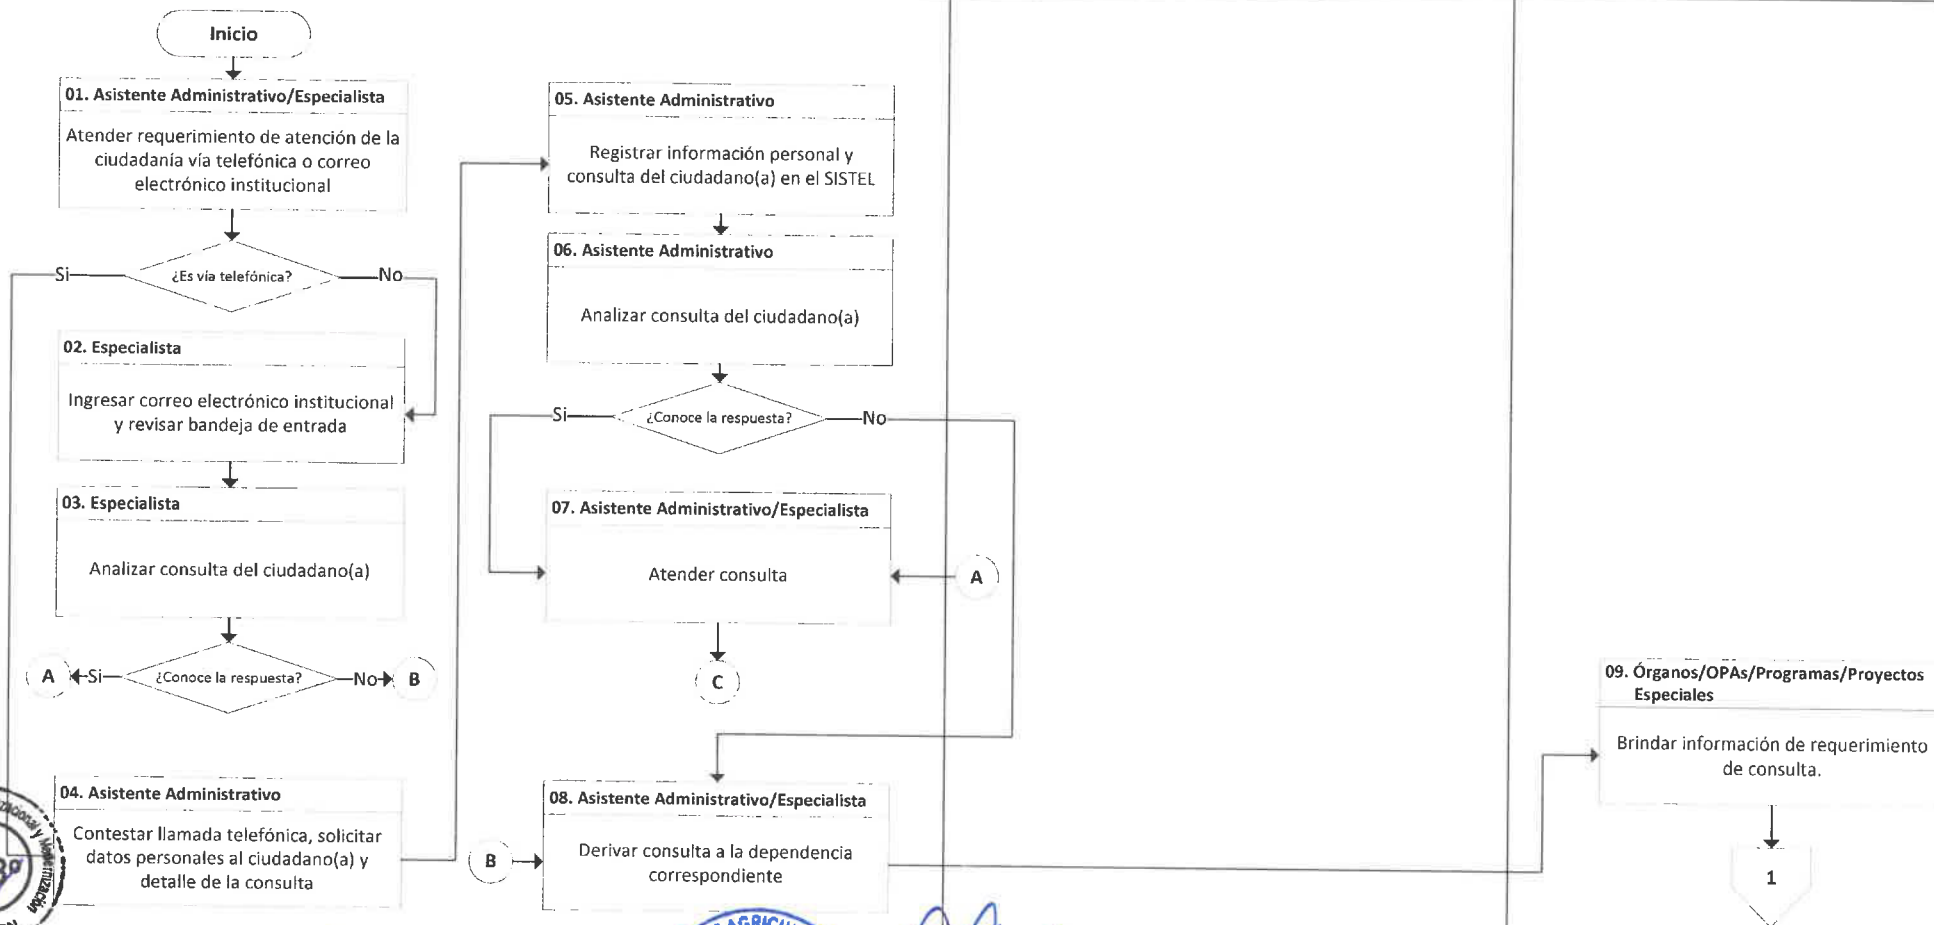 Inicio
01. Asistente Administrativo/Especialista
Atender requerimiento de atención de la
ciudadanía vía telefónica o correo
electrónico institucional
¿Es vía telefónica?
Si
No
02. Especialista
Ingresar correo electrónico institucional
y revisar bandeja de entrada
03. Especialista
Analizar consulta del ciudadano(a)
¿Conoce la respuesta?
A
Si
No
B
04. Asistente Administrativo
Contestar llamada telefónica, solicitar
datos personales al ciudadano(a) y
detalle de la consulta
05. Asistente Administrativo
Registrar información personal y
consulta del ciudadano(a) en el SISTEL
06. Asistente Administrativo
Analizar consulta del ciudadano(a)
¿Conoce la respuesta?
Si
No
07. Asistente Administrativo/Especialista
Atender consulta
A
C
08. Asistente Administrativo/Especialista
Derivar consulta a la dependencia
correspondiente
B
09. Órganos/OPAs/Programas/Proyectos
Especiales
Brindar información de requerimiento
de consulta.
1
y Modernización